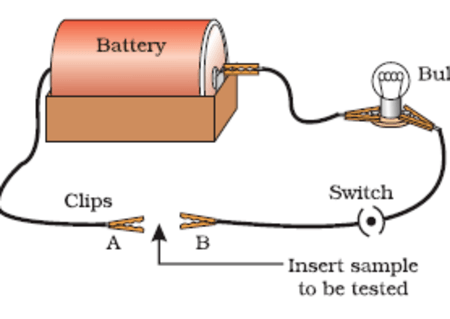 Battery
Bul
Clips
Switch
A
B
Insert sample
to be tested